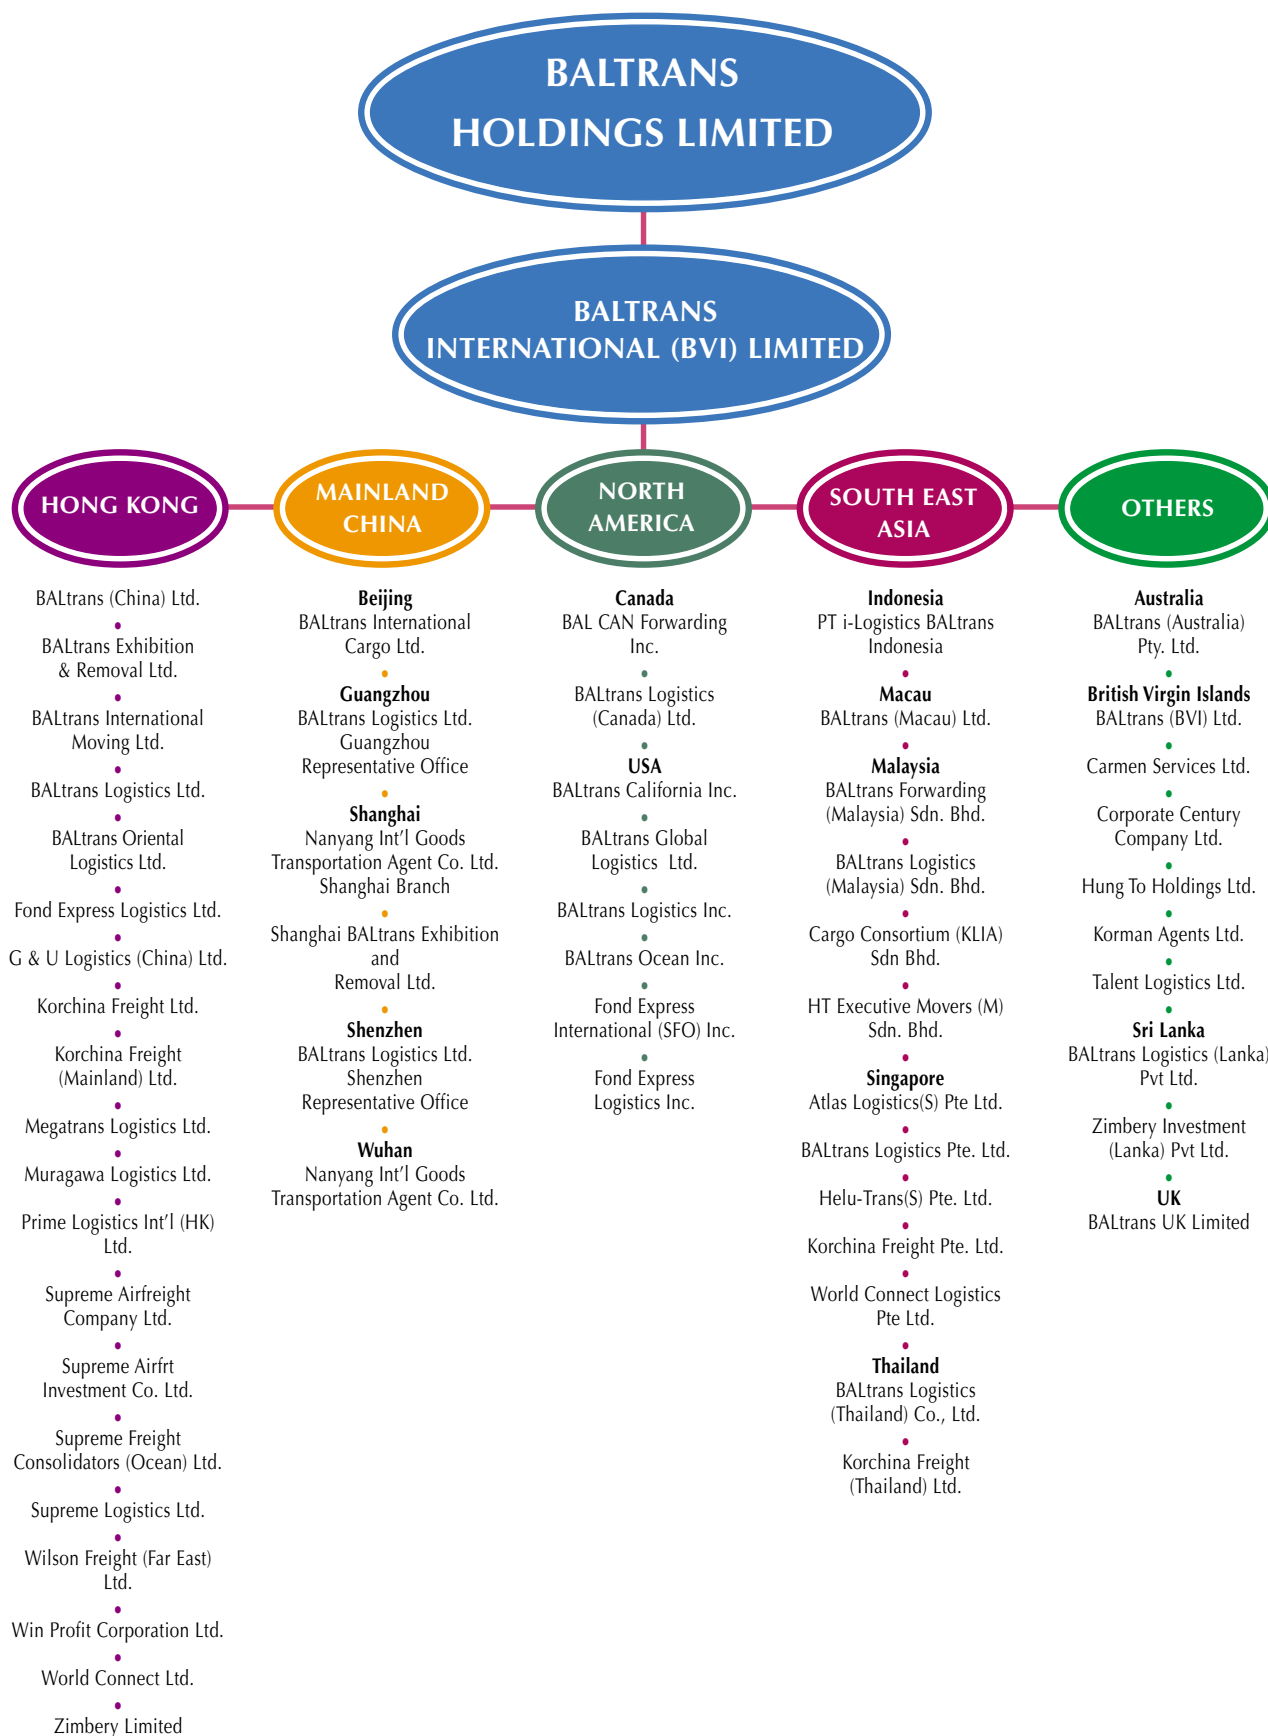 BALTRANS
HOLDINGS LIMITED
BALTRANS
INTERNATIONAL (BVI) LIMITED
HONG KONG
BALtrans (China) Ltd.
BALtrans Exhibition
& Removal Ltd.
BALtrans International
Moving Ltd.
BALtrans Logistics Ltd.
BALtrans Oriental
Logistics Ltd.
Fond Express Logistics Ltd.
G & U Logistics (China) Ltd.
Korchina Freight Ltd.
Korchina Freight
(Mainland) Ltd.
Megatrans Logistics Ltd.
Muragawa Logistics Ltd.
Prime Logistics Int'l (HK)
Ltd.
Supreme Airfreight
Company Ltd.
Supreme Airfrt
Investment Co. Ltd.
Supreme Freight
Consolidators (Ocean) Ltd.
Supreme Logistics Ltd.
Wilson Freight (Far East)
Ltd.
Win Profit Corporation Ltd.
World Connect Ltd.
Zimbery Limited
MAINLAND
CHINA
Beijing
BALtrans International
Cargo Ltd.
Guangzhou
BALtrans Logistics Ltd.
Guangzhou
Representative Office
Shanghai
Nanyang Int'l Goods
Transportation Agent Co. Ltd.
Shanghai Branch
Shanghai BALtrans Exhibition
and
Removal Ltd.
Shenzhen
BALtrans Logistics Ltd.
Shenzhen
Representative Office
Wuhan
Nanyang Int'l Goods
Transportation Agent Co. Ltd.
NORTH
AMERICA
Canada
BAL CAN Forwarding
Inc.
BALtrans Logistics
(Canada) Ltd.
USA
BALtrans California Inc.
BALtrans Global
Logistics Ltd.
BALtrans Logistics Inc.
BALtrans Ocean Inc.
Fond Express
International (SFO) Inc.
Fond Express
Logistics Inc.
SOUTH EAST
ASIA
Indonesia
PT i-Logistics BALtrans
Indonesia
Macau
BALtrans (Macau) Ltd.
Malaysia
BALtrans Forwarding
(Malaysia) Sdn. Bhd.
BALtrans Logistics
(Malaysia) Sdn. Bhd.
Cargo Consortium (KLIA)
Sdn Bhd.
HT Executive Movers (M)
Sdn. Bhd.
Singapore
Atlas Logistics(S) Pte Ltd.
BALtrans Logistics Pte. Ltd.
Helu-Trans(S) Pte. Ltd.
Korchina Freight Pte. Ltd.
World Connect Logistics
Pte Ltd.
Thailand
BALtrans Logistics
(Thailand) Co., Ltd.
Korchina Freight
(Thailand) Ltd.
OTHERS
Australia
BALtrans (Australia)
Pty. Ltd.
British Virgin Islands
BALtrans (BVI) Ltd.
Carmen Services Ltd.
Corporate Century
Company Ltd.
Hung To Holdings Ltd.
Korman Agents Ltd.
Talent Logistics Ltd.
Sri Lanka
BALtrans Logistics (Lanka)
Pvt Ltd.
Zimbery Investment
(Lanka) Pvt Ltd.
UK
BALtrans UK Limited